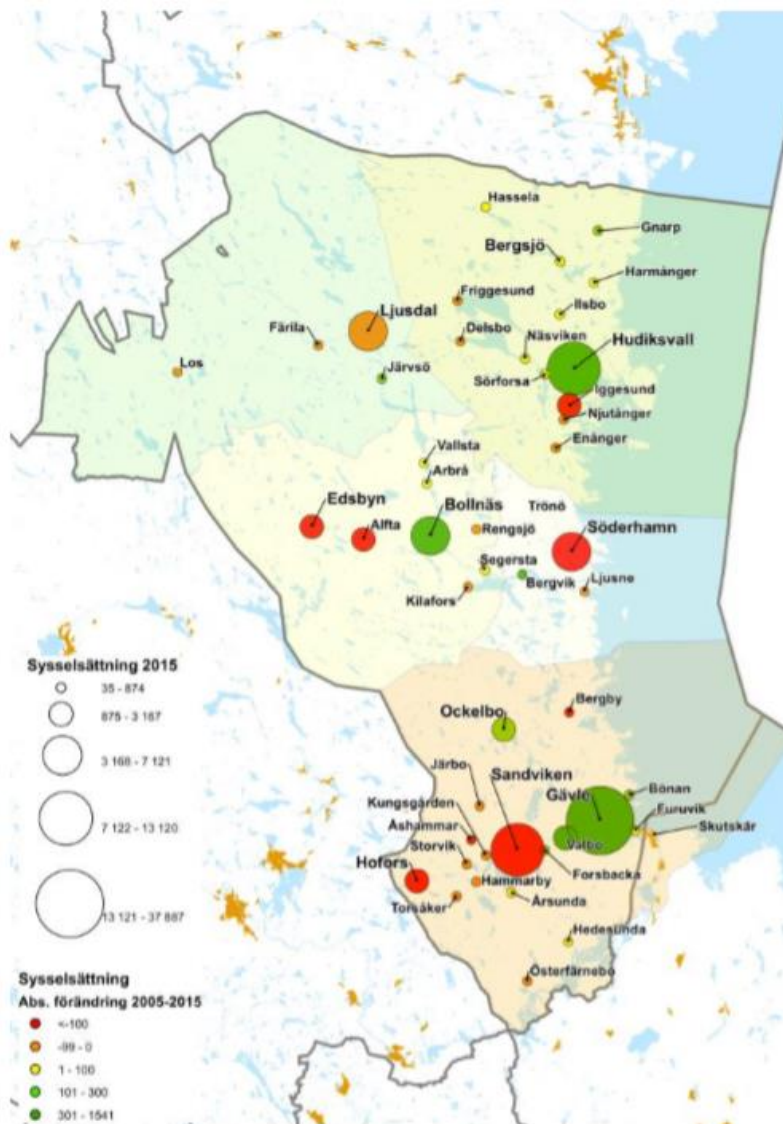 Hassela
Gnarp
Bergsjö
Harmånger
Friggesund
Ilsbo
Ljusdal
Färila
Delsbo
Näsviken
Hudiksvall
Los
Järvsö
Sörforsa
Iggesund
Njutånger
Enånger
Vallsta
Arbrå
Edsbyn
Bollnäs
Trönö
Alfta
Rengsjö
Söderhamn
Segersta
Bergvik
Ljusne
Kilafors
Sysselsättning 2015
35 - 874
875 - 3 167
3 168 - 7 121
7 122 - 13 120
13 121 - 37 887
Bergby
Ockelbo
Järbo
Sandviken
Bönan
Kungsgården
Gävle
Furuvik
Åshammar
Valbo
Skutskär
Storvik
Hofors
Forsbacka
Hammarby
Torsåker
Årsunda
Hedesunda
Österfärnebo
Sysselsättning
Abs. förändring 2005-2015
<-100
-99 - 0
1 - 100
101 - 300
301 - 1541